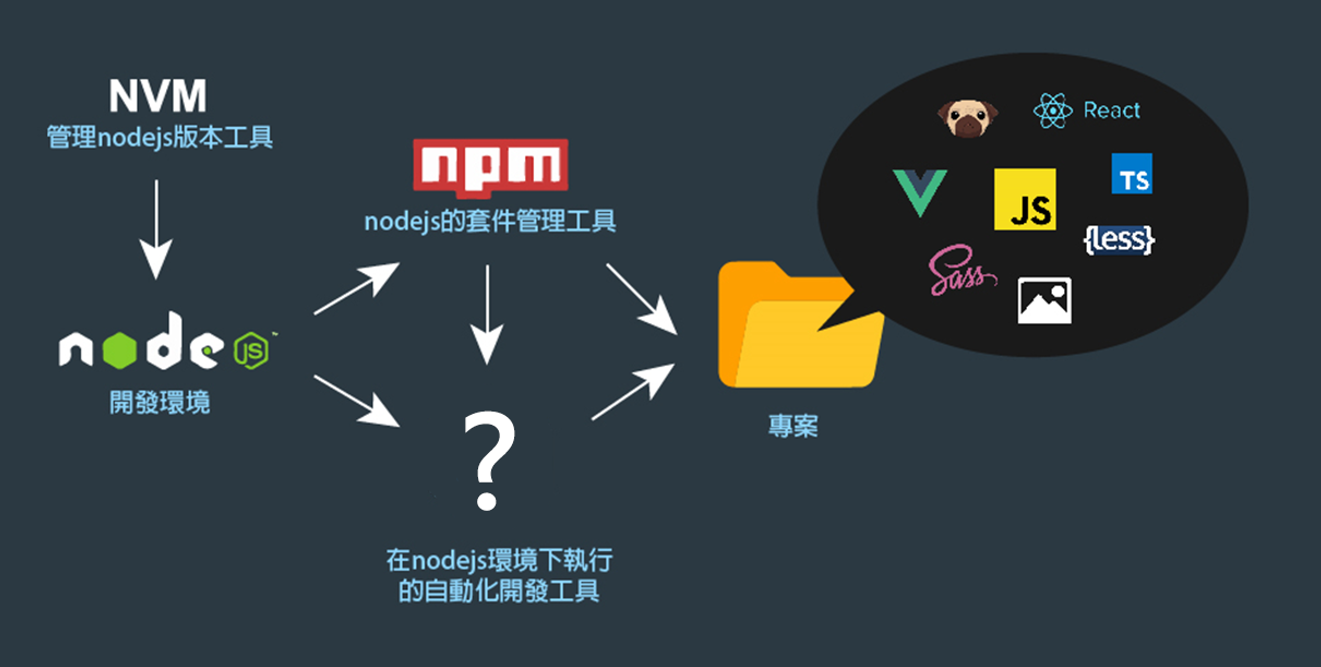 NVM
管理nodejs版本工具
npm
nodejs的套件管理工具
node JS
開發環境
?
在nodejs環境下執行
的自動化開發工具
專案
React
TS
JS
{less}
Sass